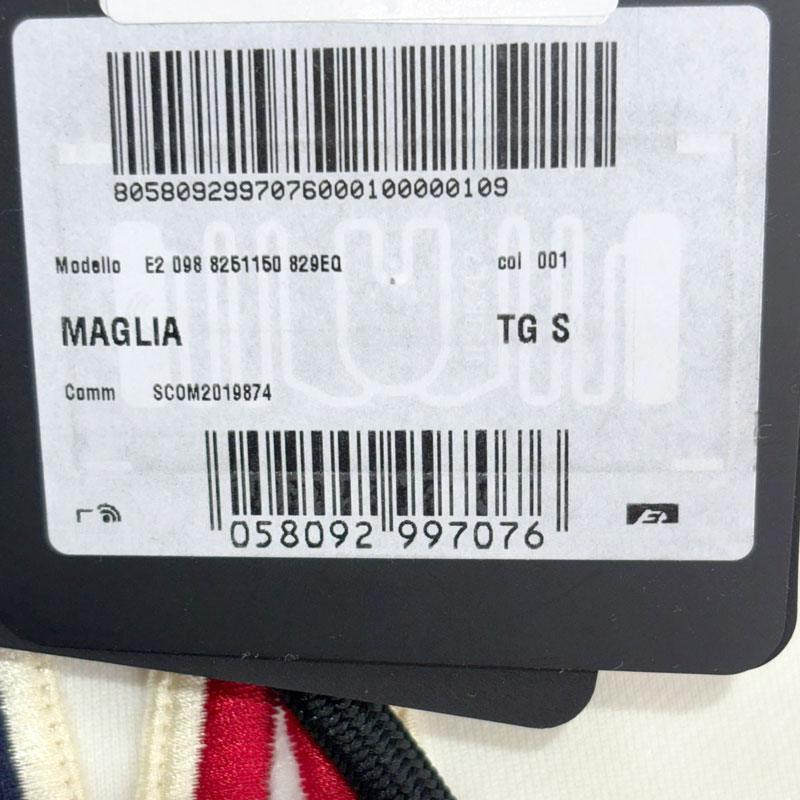 8058092997076000100000109
Modello E2 098 8251150 829EQ col 001
MAGLIA TG S
Comm SCOM2019874
058092 997076